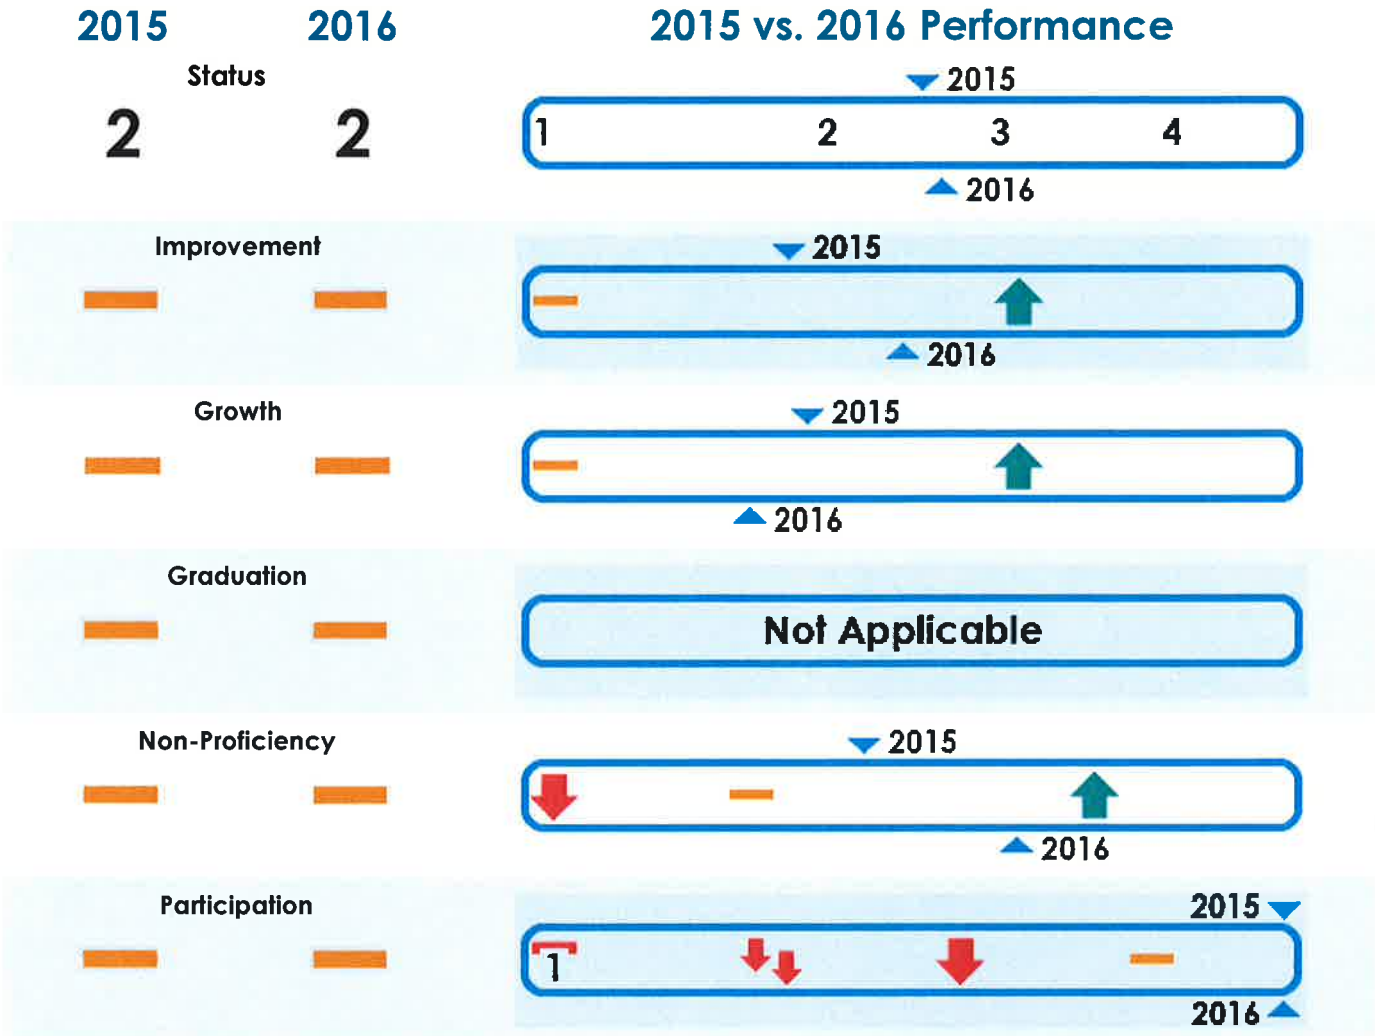 2015 2016 2015 vs. 2016 Performance
Status
2015
2 2
1 2 3 4
2016
Improvement
2015
2016
Growth
2015
2016
Graduation
Not Applicable
Non-Proficiency
2015
2016
Participation
2015
1
2016